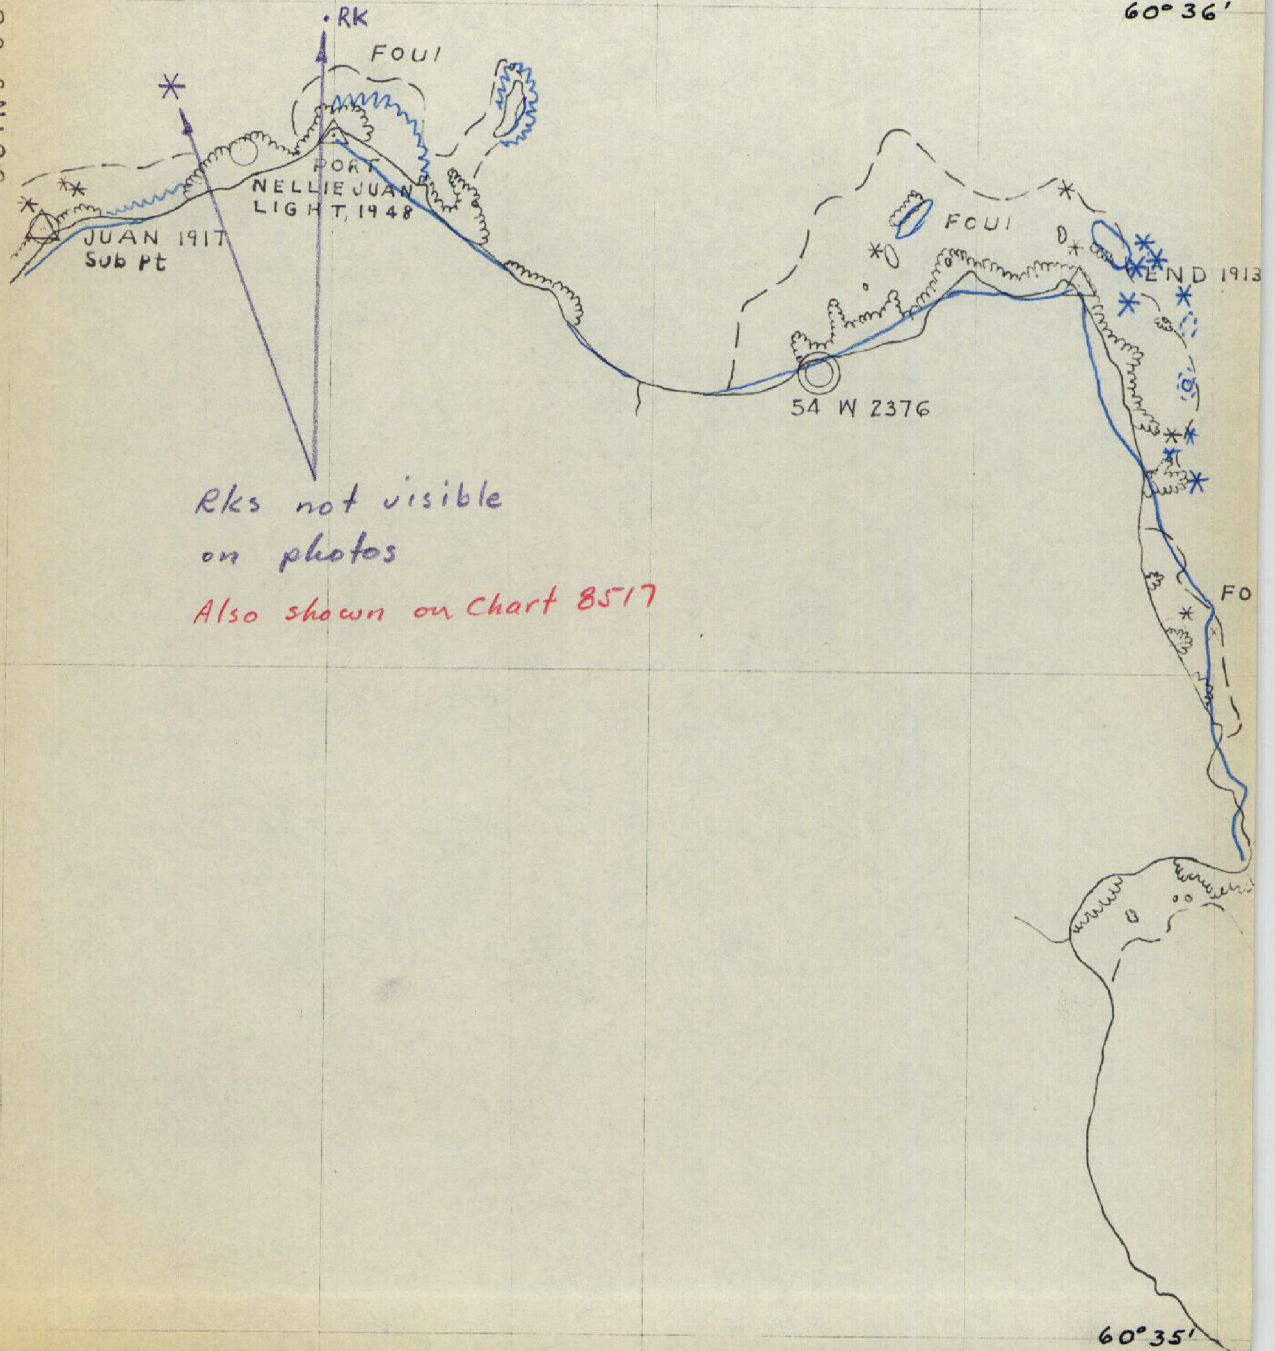 60° 36'
RK
FOUL
PORT
NELLIE JUAN
LIGHT, 1948
JUAN 1917
Sub Pt
FOUL
END 1913
54 W 2376
Rks not visible
on photos
Also shown on Chart 8517
FO
60° 35'